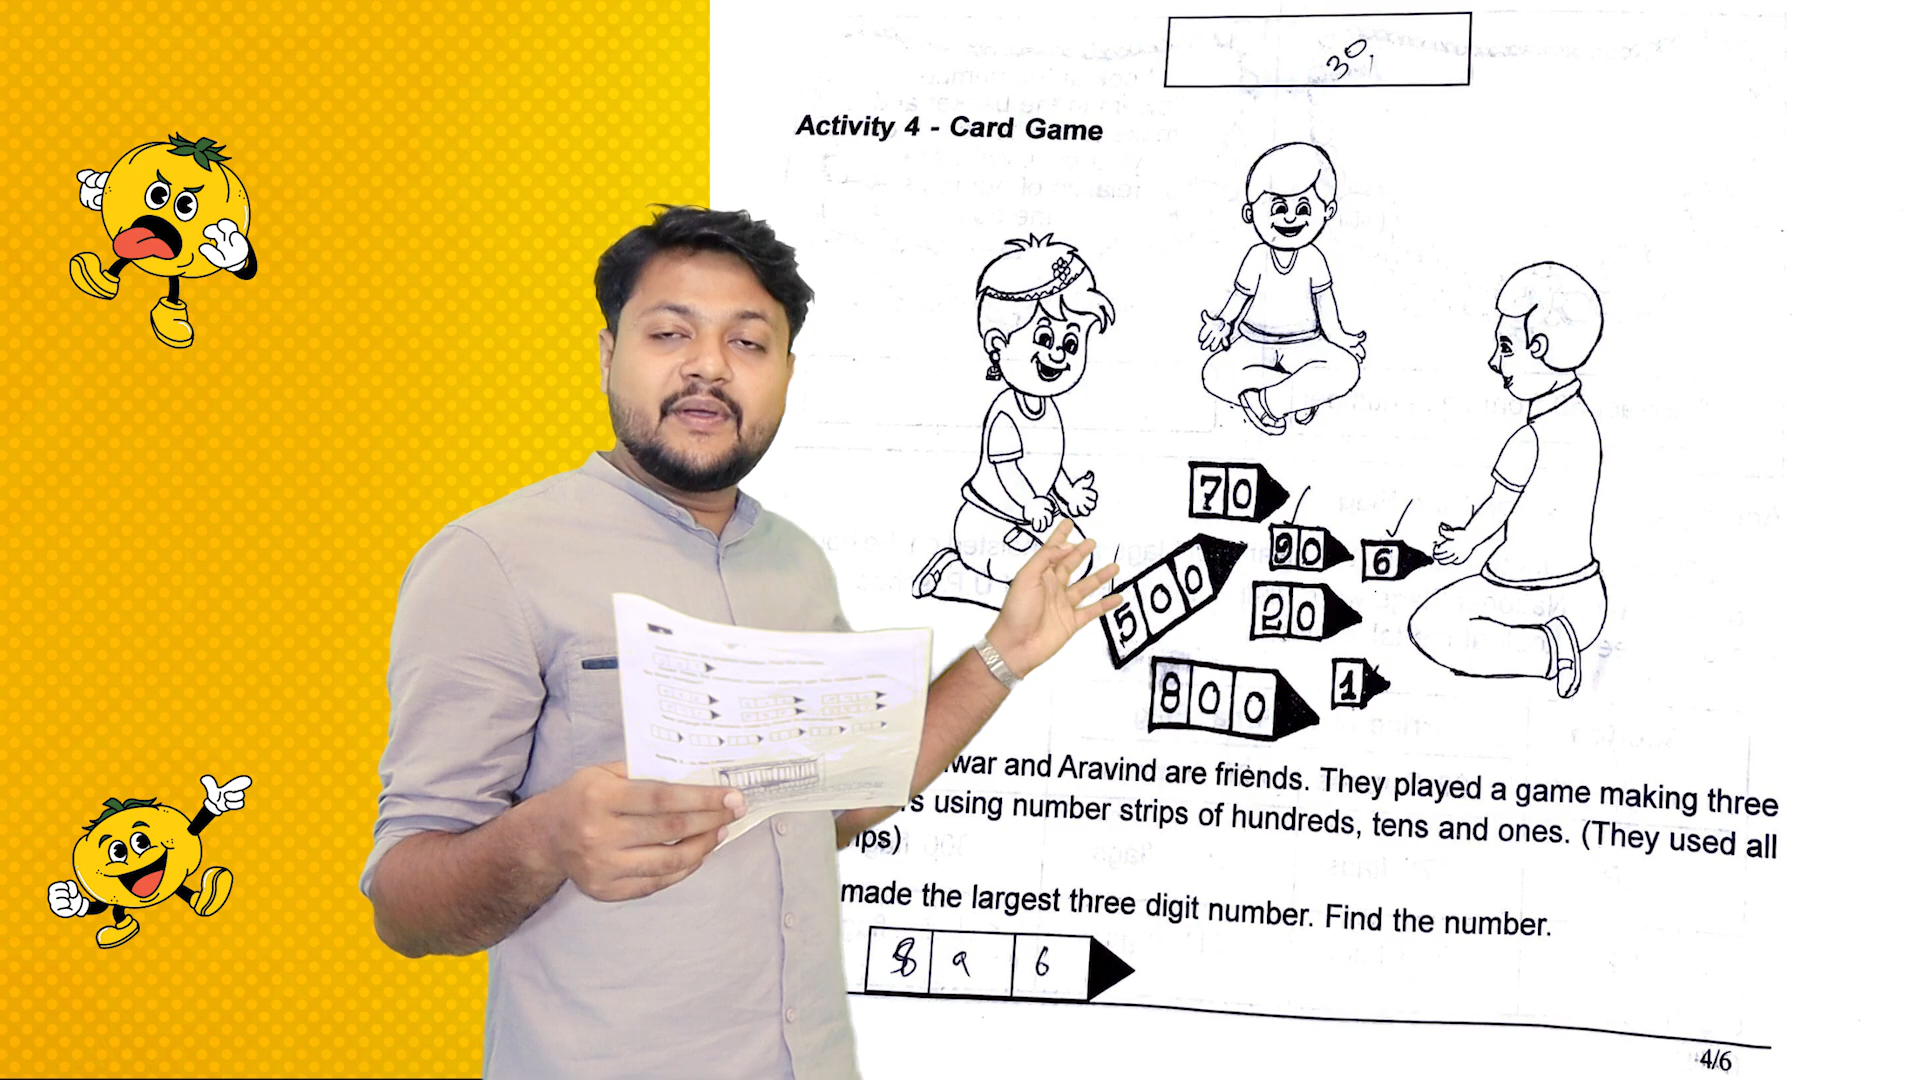 30
Activity 4 - Card Game
70
90
6
500
20
800
1
and Aravind are friends. They played a game making three
using number strips of hundreds, tens and ones. (They used all
made the largest three digit number. Find the number.
8 9 6
4/6